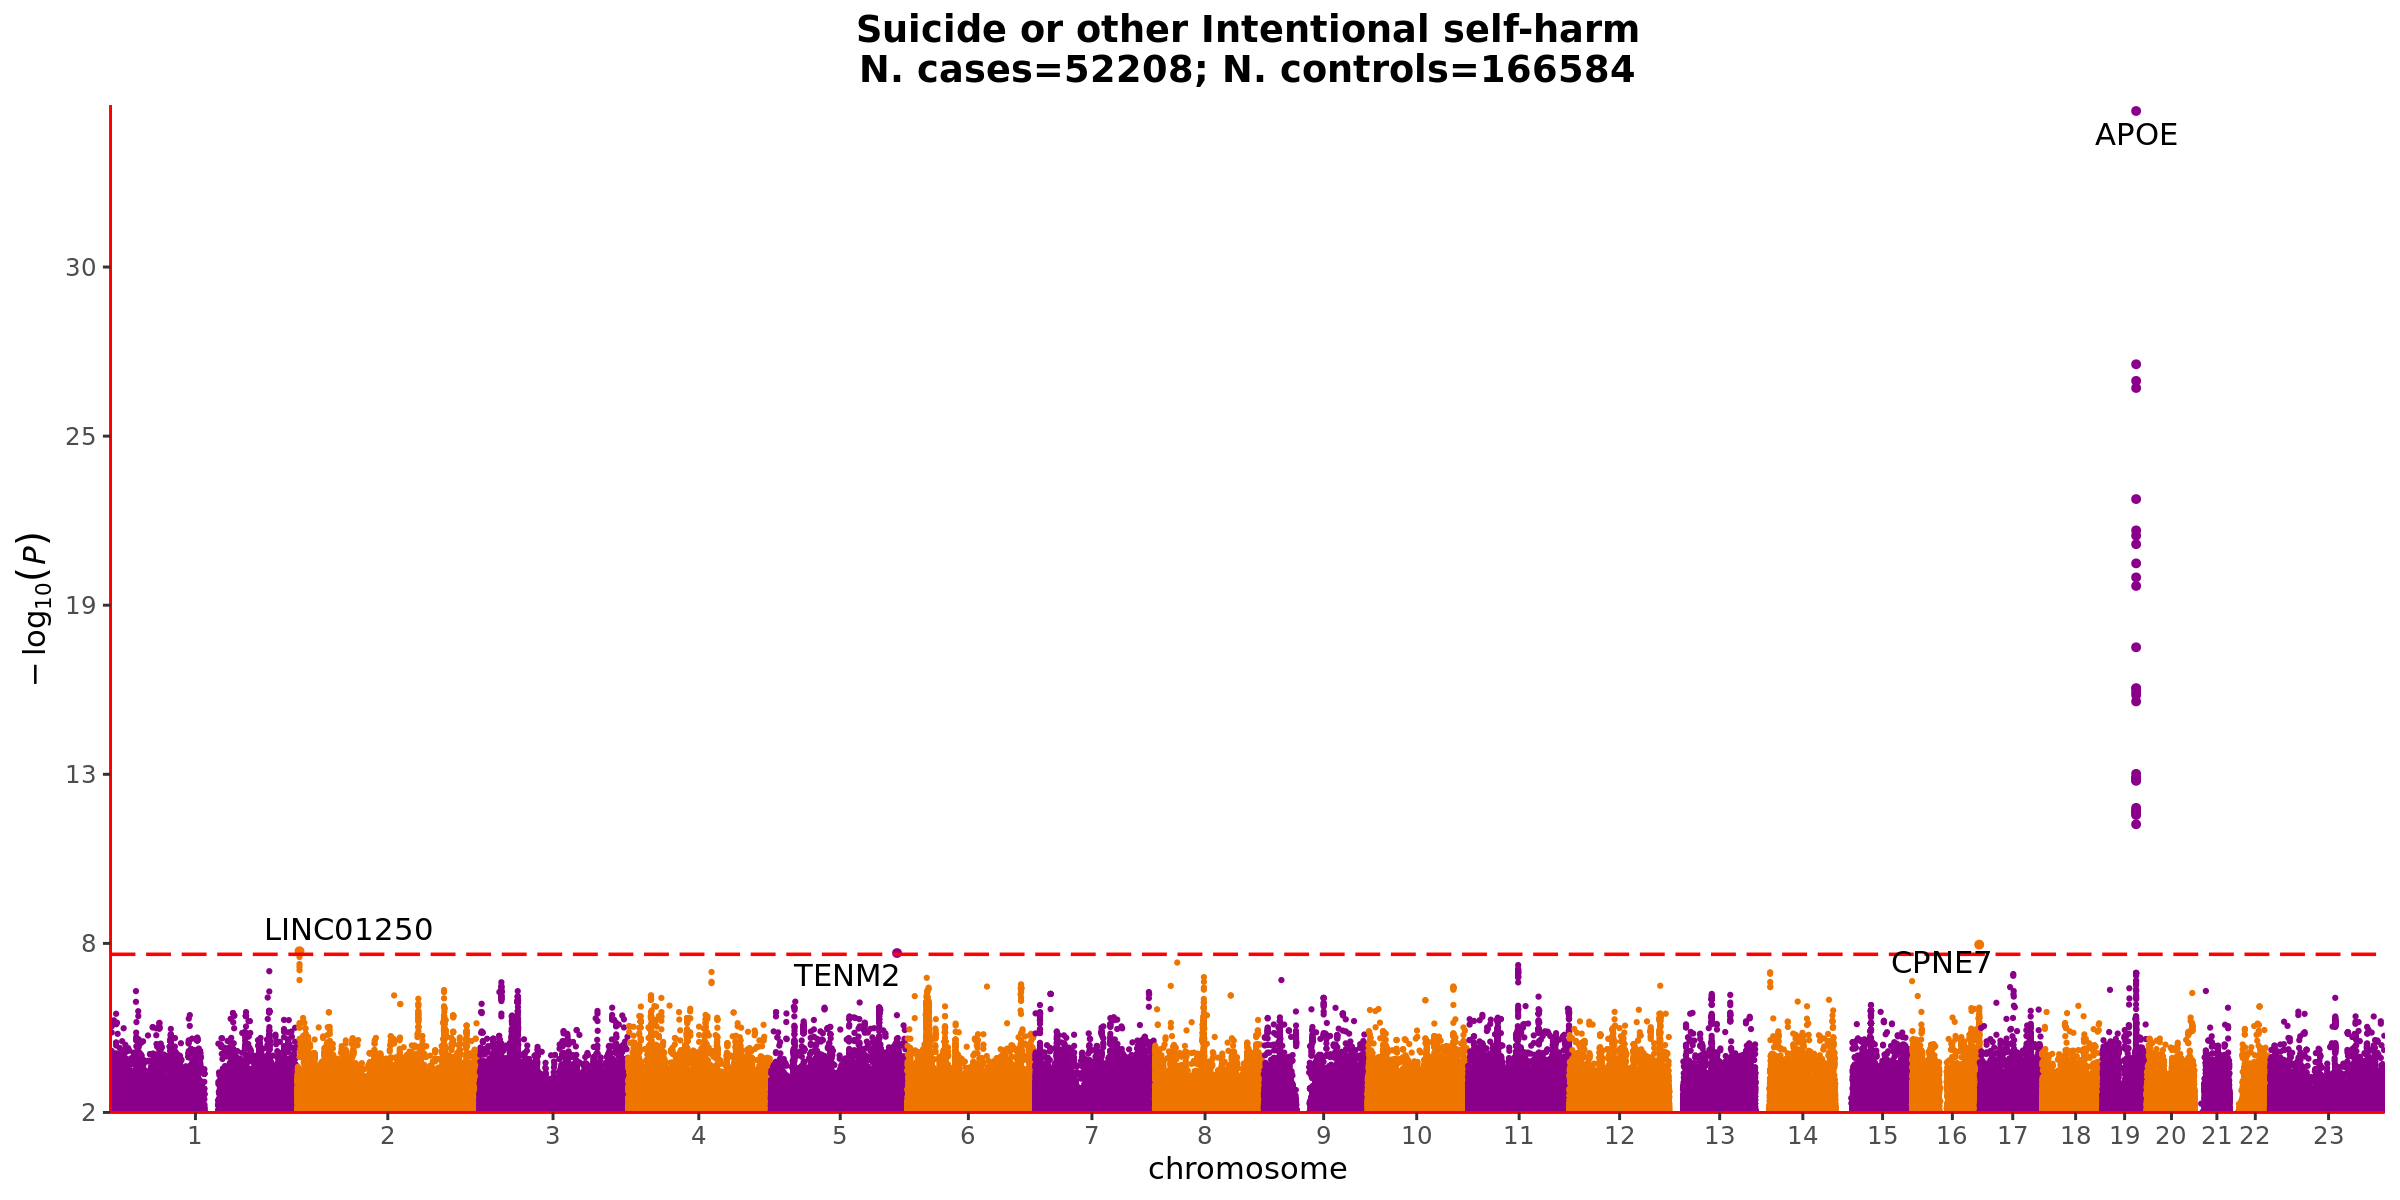 Suicide or other Intentional self-harm
N. cases=52208; N. controls=166584
APOE
30
25
19
13
8
2
− log₁₀(P)
LINC01250
TENM2
CPNE7
1 2 3 4 5 6 7 8 9 10 11 12 13 14 15 16 17 18 19 20 21 22 23
chromosome